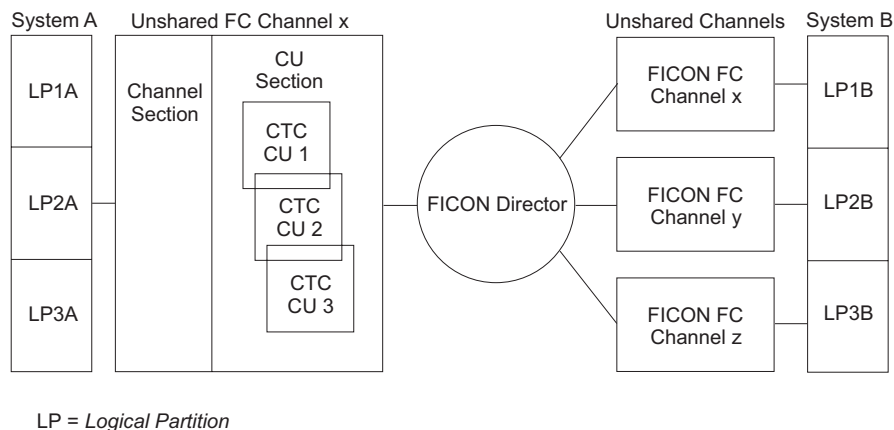 System A
Unshared FC Channel x
Unshared Channels
System B
LP1A
LP2A
LP3A
Channel
Section
CU
Section
CTC
CU 1
CTC
CU 2
CTC
CU 3
FICON Director
FICON FC
Channel x
FICON FC
Channel y
FICON FC
Channel z
LP1B
LP2B
LP3B
LP = Logical Partition